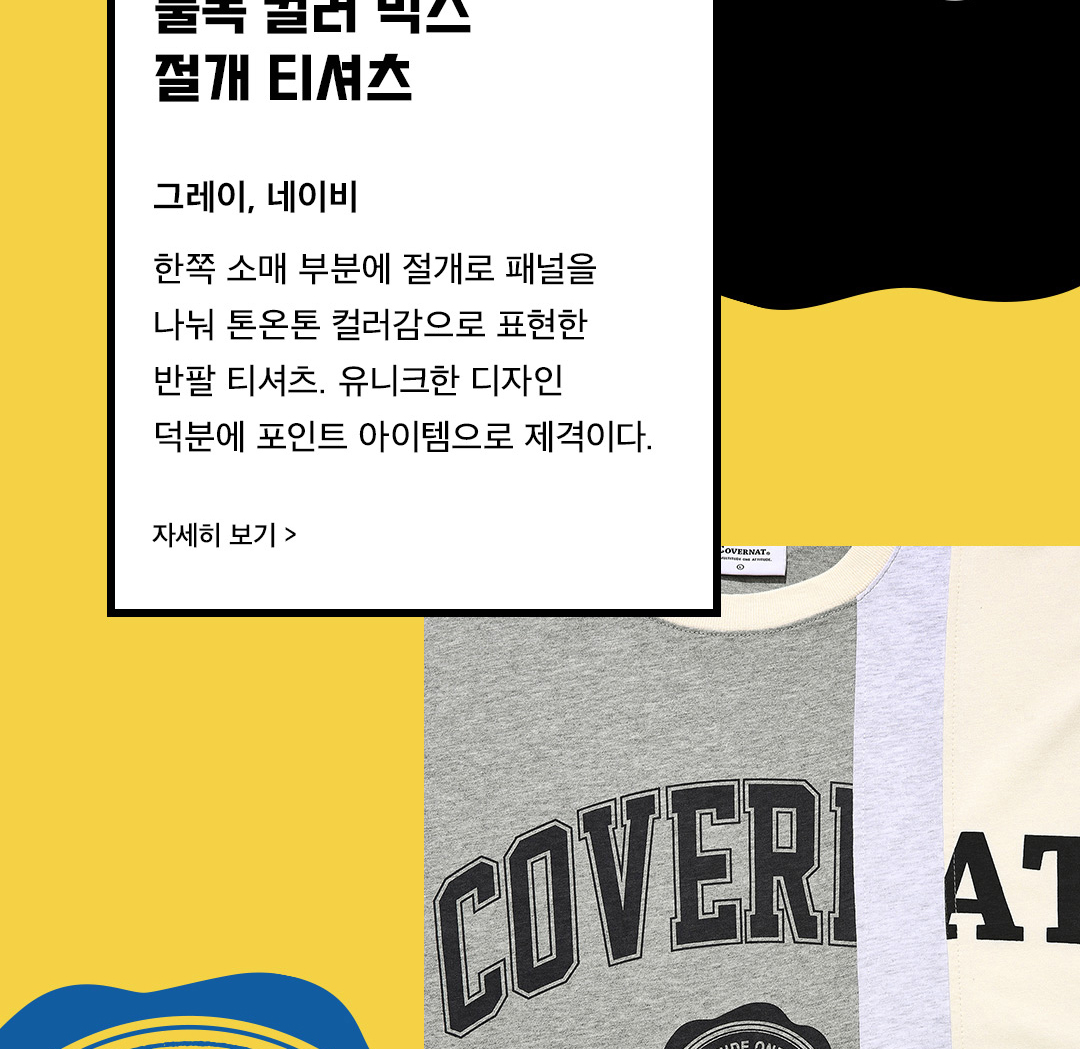 블록 컬러 믹스
절개 티셔츠
그레이, 네이비
한쪽 소매 부분에 절개로 패널을
나눠 톤온톤 컬러감으로 표현한
반팔 티셔츠. 유니크한 디자인
덕분에 포인트 아이템으로 제격이다.
자세히 보기 >
COVERNAT®
COVERN
AT